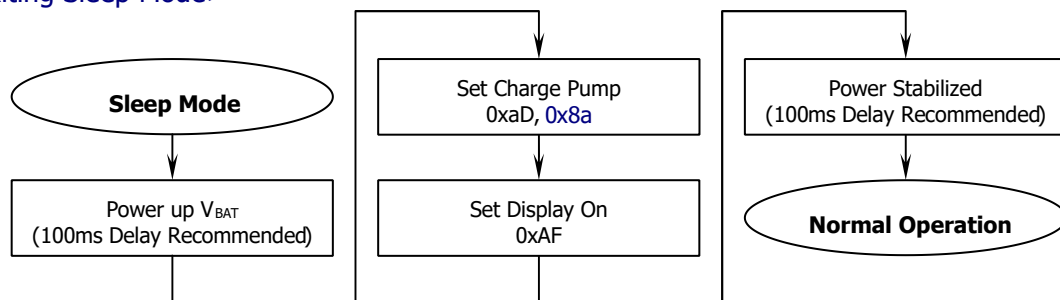 Sleep Mode
Sleep Mode
Power up VBAT
(100ms Delay Recommended)
Set Charge Pump
0xaD, 0x8a
Set Display On
0xAF
Power Stabilized
(100ms Delay Recommended)
Normal Operation